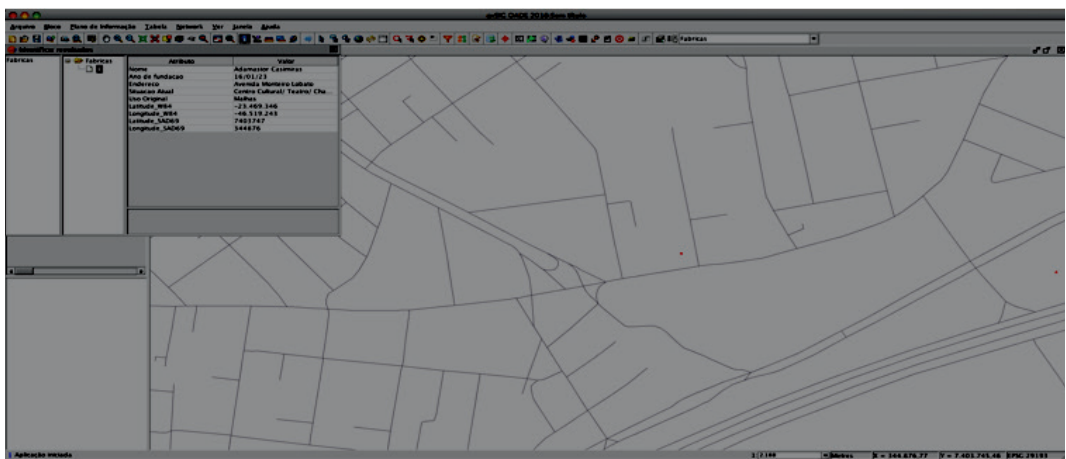 gvSIG OADE 2010:Sem título
Arquivo Bloco Plano de Informação Tabela Network Ver Janela Ajuda
Fabricas
Identificar resultados
Fabricas
Fabricas
Atributo Valor
Nome Adamastor Casimiras
Ano de fundacao 16/01/23
Endereco Avenida Monteiro Lobato
Situacao Atual Centro Cultural/ Teatro/ Cha...
Uso Original Malhas
Latitude_W84 -23.469.346
Longitude_W84 -46.519.243
Latitude_SAD69 7403747
Longitude_SAD69 344676
Aplicação iniciada
1: 7.100 Metros X = 344.676,77 Y = 7.403.745,46 EPSG:29193